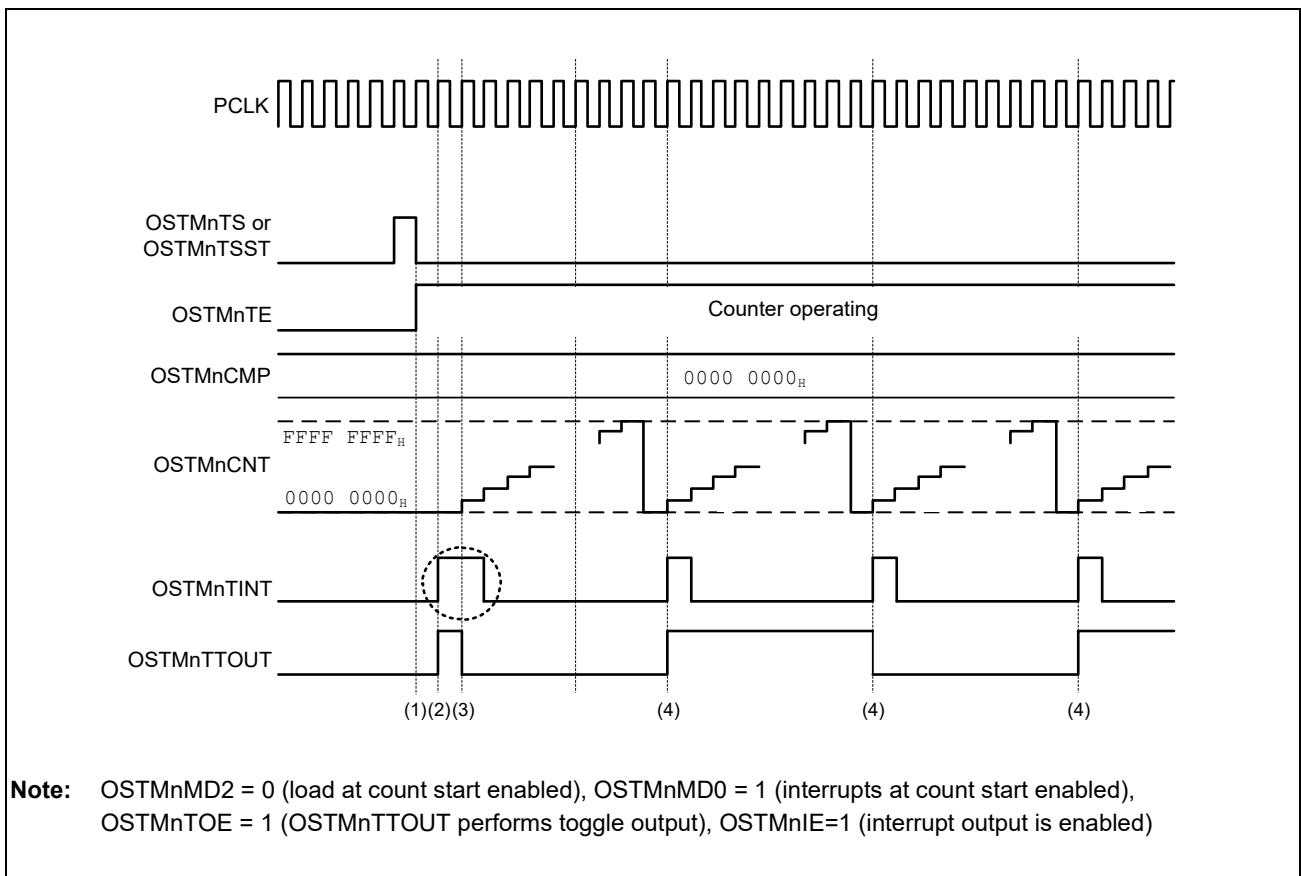 PCLK
OSTMnTS or
OSTMnTSST
OSTMnTE
Counter operating
OSTMnCMP
0000 0000H
FFFF FFFFH
OSTMnCNT
0000 0000H
OSTMnTINT
OSTMnTTOUT
(1)(2)(3) (4) (4) (4)
Note: OSTMnMD2 = 0 (load at count start enabled), OSTMnMD0 = 1 (interrupts at count start enabled),
OSTMnTOE = 1 (OSTMnTTOUT performs toggle output), OSTMnIE=1 (interrupt output is enabled)